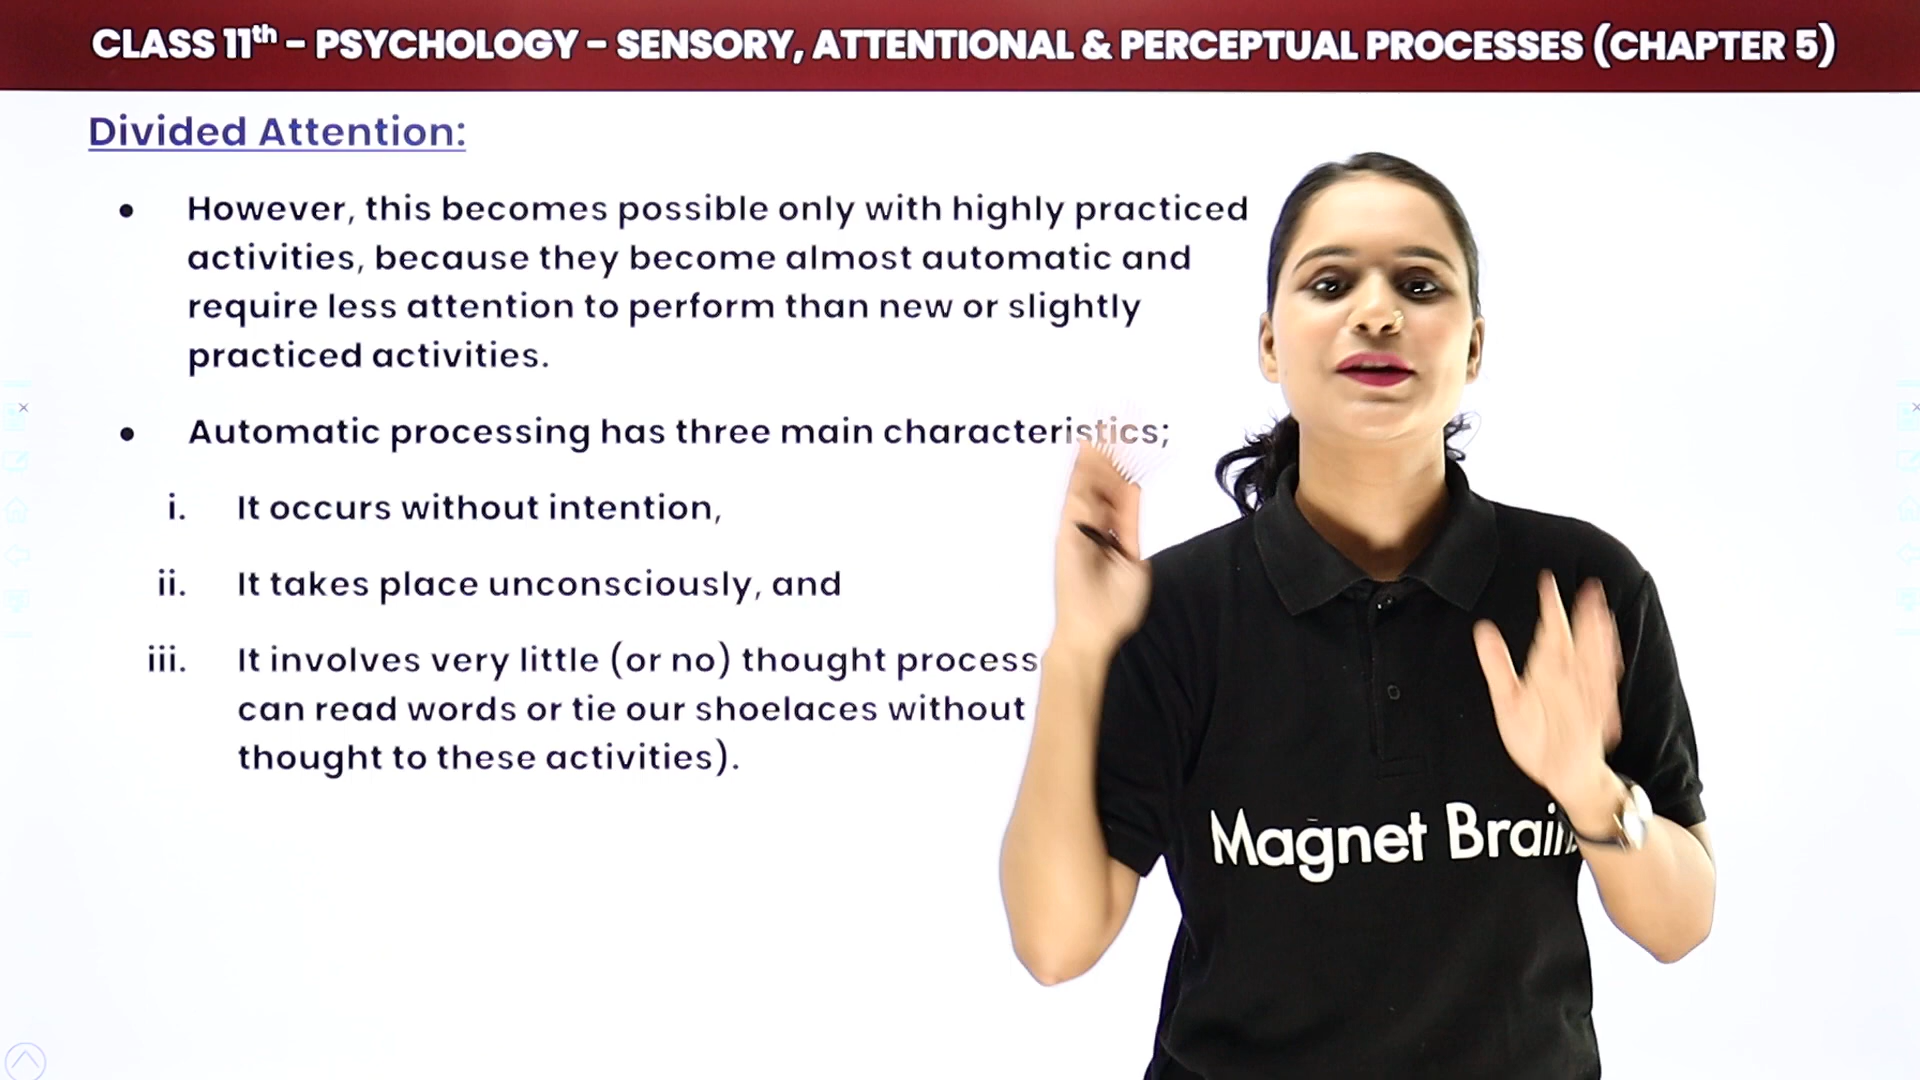 CLASS 11th – PSYCHOLOGY – SENSORY, ATTENTIONAL & PERCEPTUAL PROCESSES (CHAPTER 5)
Divided Attention:
• However, this becomes possible only with highly practiced
activities, because they become almost automatic and
require less attention to perform than new or slightly
practiced activities.
• Automatic processing has three main characteristics;
i. It occurs without intention,
ii. It takes place unconsciously, and
iii. It involves very little (or no) thought process
can read words or tie our shoelaces without
thought to these activities).
Magnet Brain